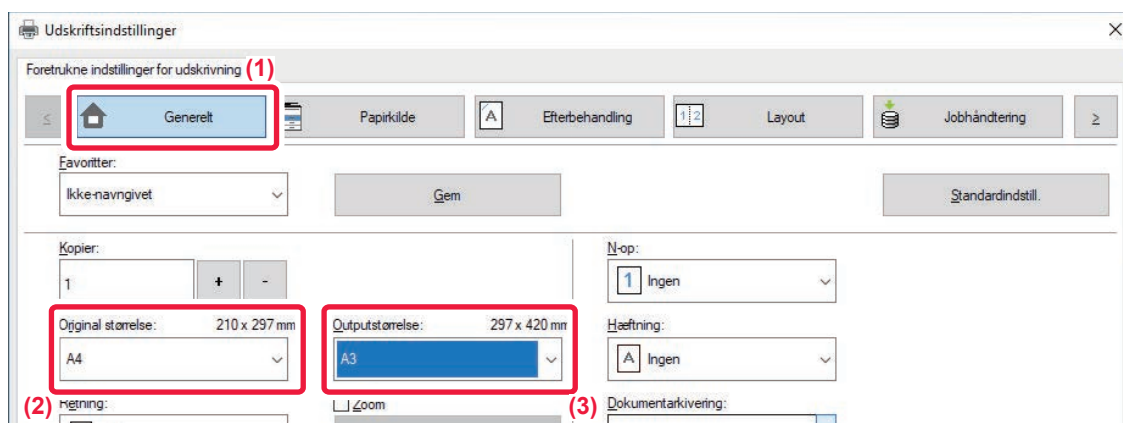 Udskriftsindstillinger
Foretrukne indstillinger for udskrivning (1)
< Generelt Papirkilde A Efterbehandling 1 2 Layout Jobhåndtering >
Favoritter:
Ikke-navngivet Gem Standardindstill.
Kopier: N-op:
1 + - 1 Ingen
Original størrelse: 210 x 297 mm Outputstørrelse: 297 x 420 mm Hæftning:
A4 A3 A Ingen
(2) Retning: Zoom (3) Dokumentarkivering: